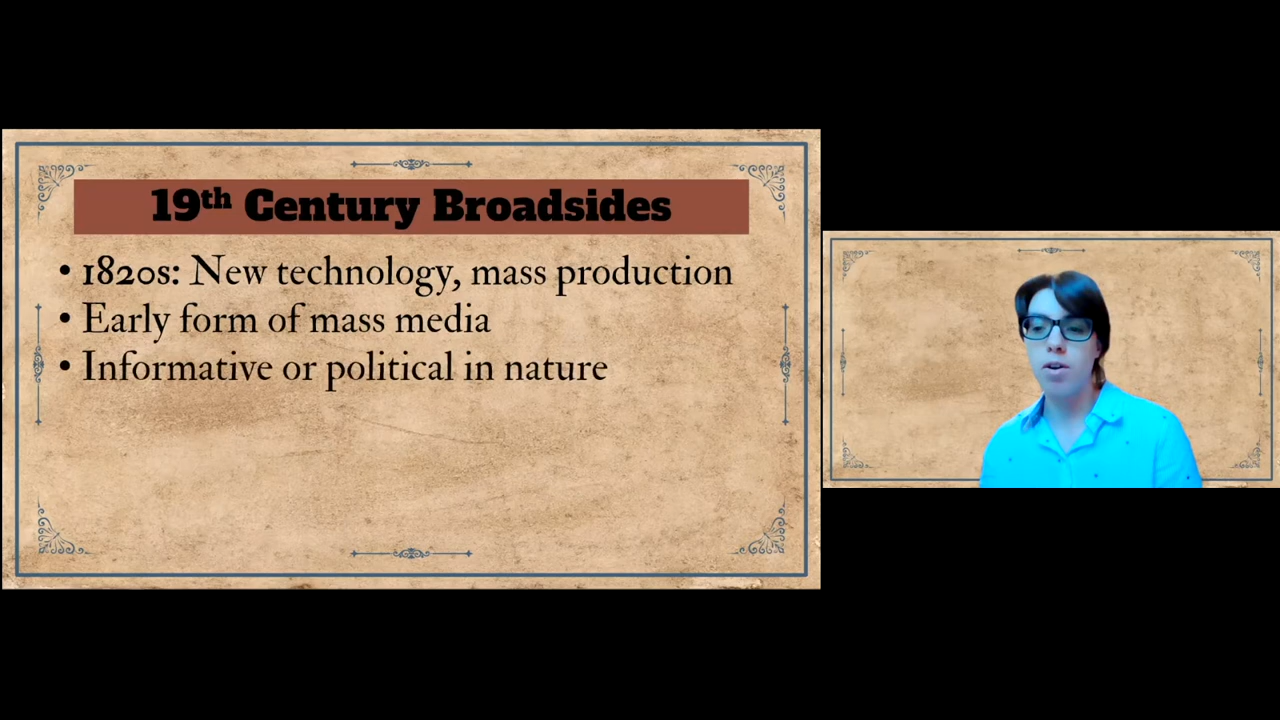 19th Century Broadsides
• 1820s: New technology, mass production
• Early form of mass media
• Informative or political in nature